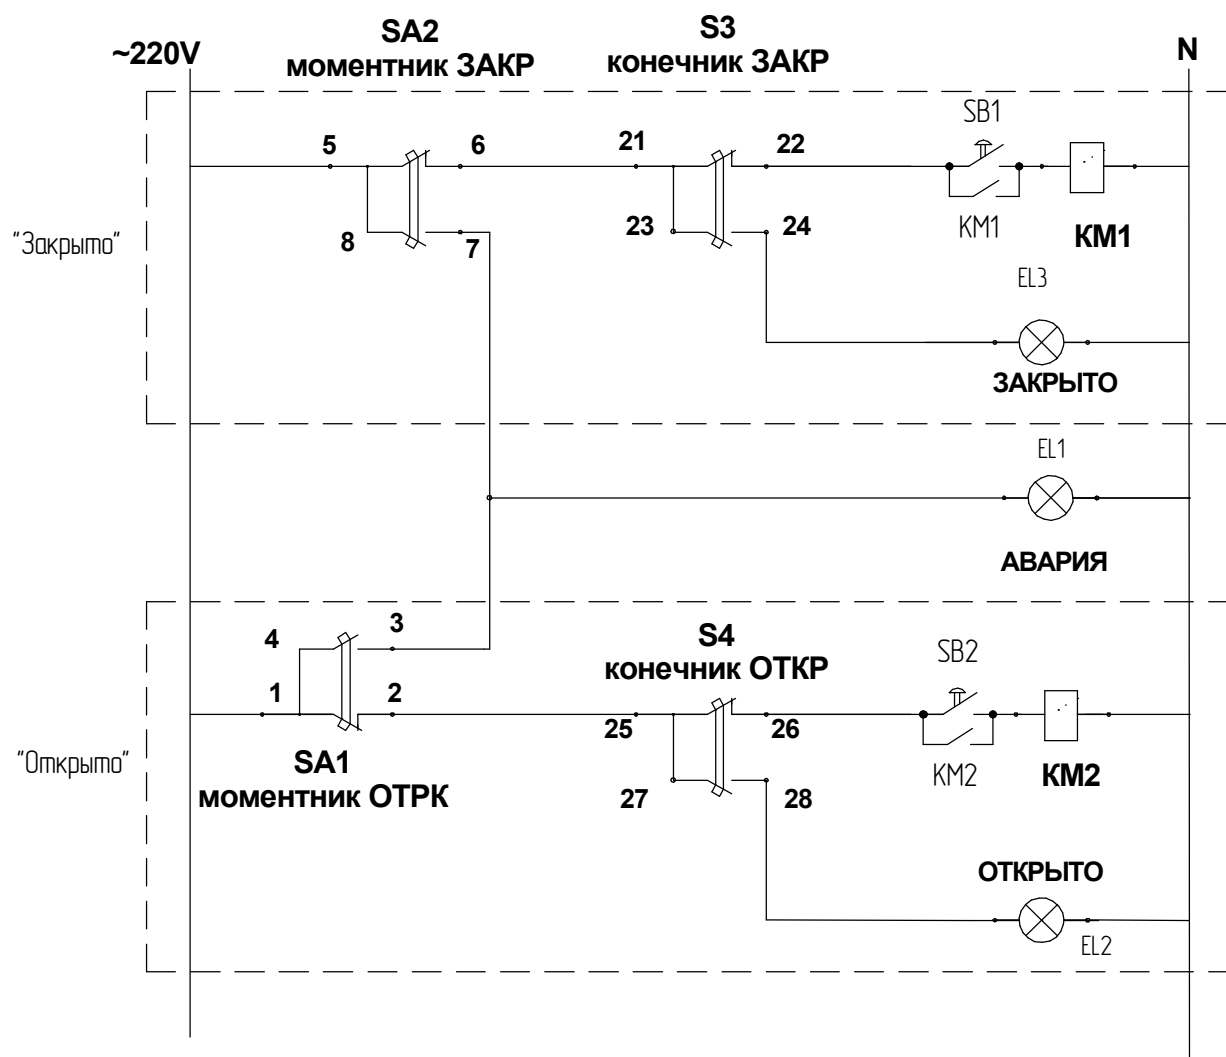 ~220V
SA2
моментник ЗАКР
S3
конечник ЗАКР
N
SB1
5
6
21
22
8
7
23
24
"Закрыто"
KM1
КМ1
EL3
ЗАКРЫТО
EL1
АВАРИЯ
4
3
S4
конечник ОТКР
SB2
1
2
25
26
"Открыто"
SA1
моментник ОТРК
27
28
KM2
КМ2
ОТКРЫТО
EL2